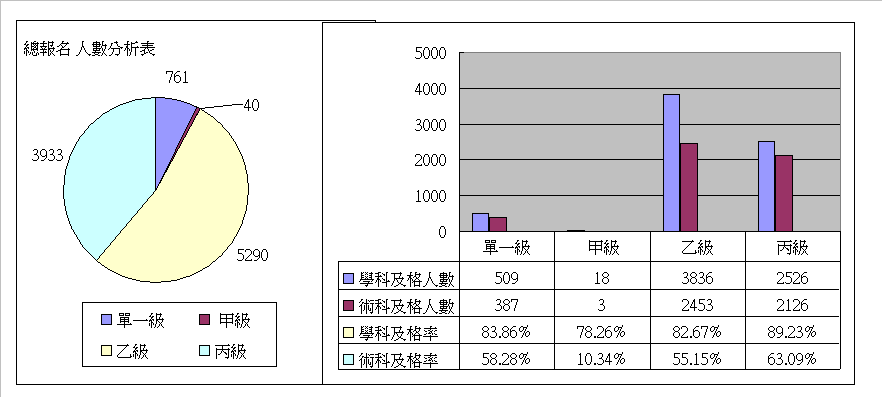 總報名 人數分析表
761
40
3933
5290
單一級 甲級
乙級 丙級
5000
4000
3000
2000
1000
0
單一級 甲級 乙級 丙級
學科及格人數 509 18 3836 2526
術科及格人數 387 3 2453 2126
學科及格率 83.86% 78.26% 82.67% 89.23%
術科及格率 58.28% 10.34% 55.15% 63.09%